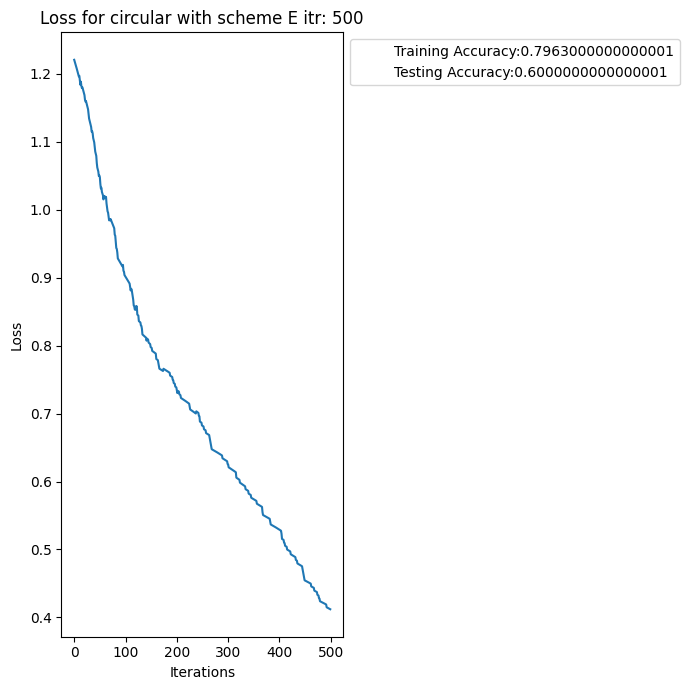 Loss for circular with scheme E itr: 500
Training Accuracy:0.7963000000000001
Testing Accuracy:0.6000000000000001
1.2
1.1
1.0
0.9
0.8
0.7
0.6
0.5
0.4
Loss
0 100 200 300 400 500
Iterations